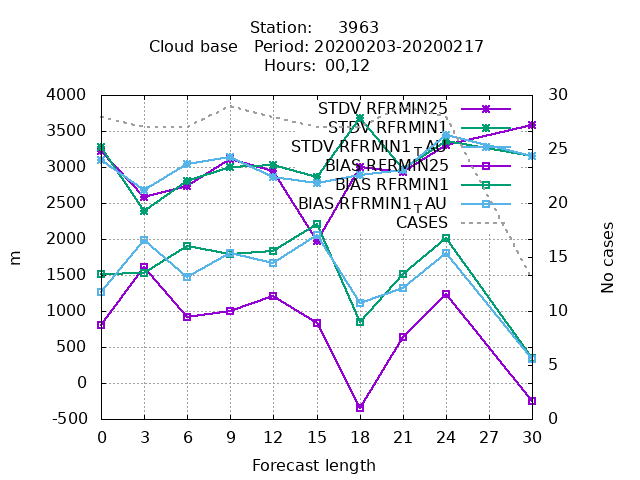 Station: 3963
Cloud base Period: 20200203-20200217
Hours: 00,12
4000
3500
3000
2500
2000
1500
1000
500
0
-500
m
30
25
20
15
10
5
0
No cases
STDV RFRMIN25
STDV RFRMIN1
STDV RFRMIN1_AU
BIAS RFRMIN25
BIAS RFRMIN1
BIAS RFRMIN1_AU
CASES
0 3 6 9 12 15 18 21 24 27 30
Forecast length